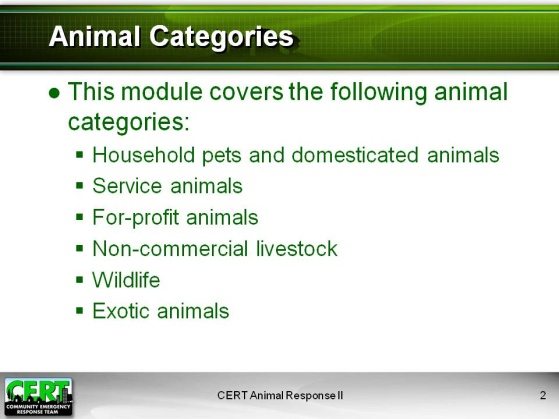 Animal Categories
● This module covers the following animal
categories:
▪ Household pets and domesticated animals
▪ Service animals
▪ For-profit animals
▪ Non-commercial livestock
▪ Wildlife
▪ Exotic animals
CERT
COMMUNITY EMERGENCY
RESPONSE TEAM
CERT Animal Response II
2